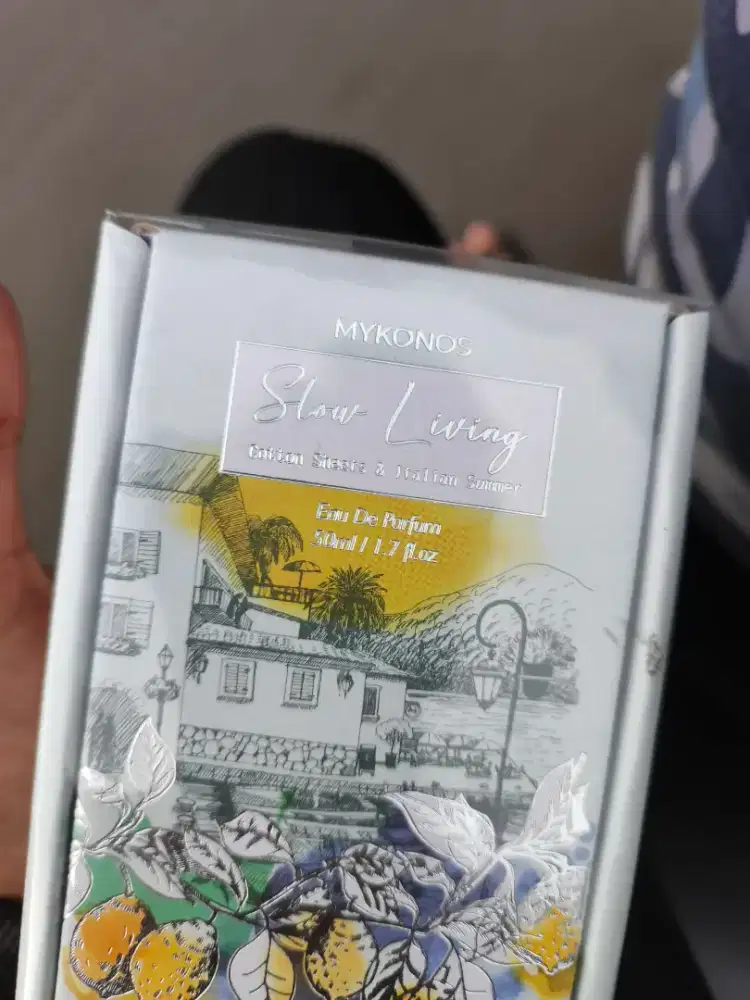 MYKONOS
Slow Living
Cotton Sheets & Italian Summer
Eau De Parfum
50ml / 1.7 fl.oz